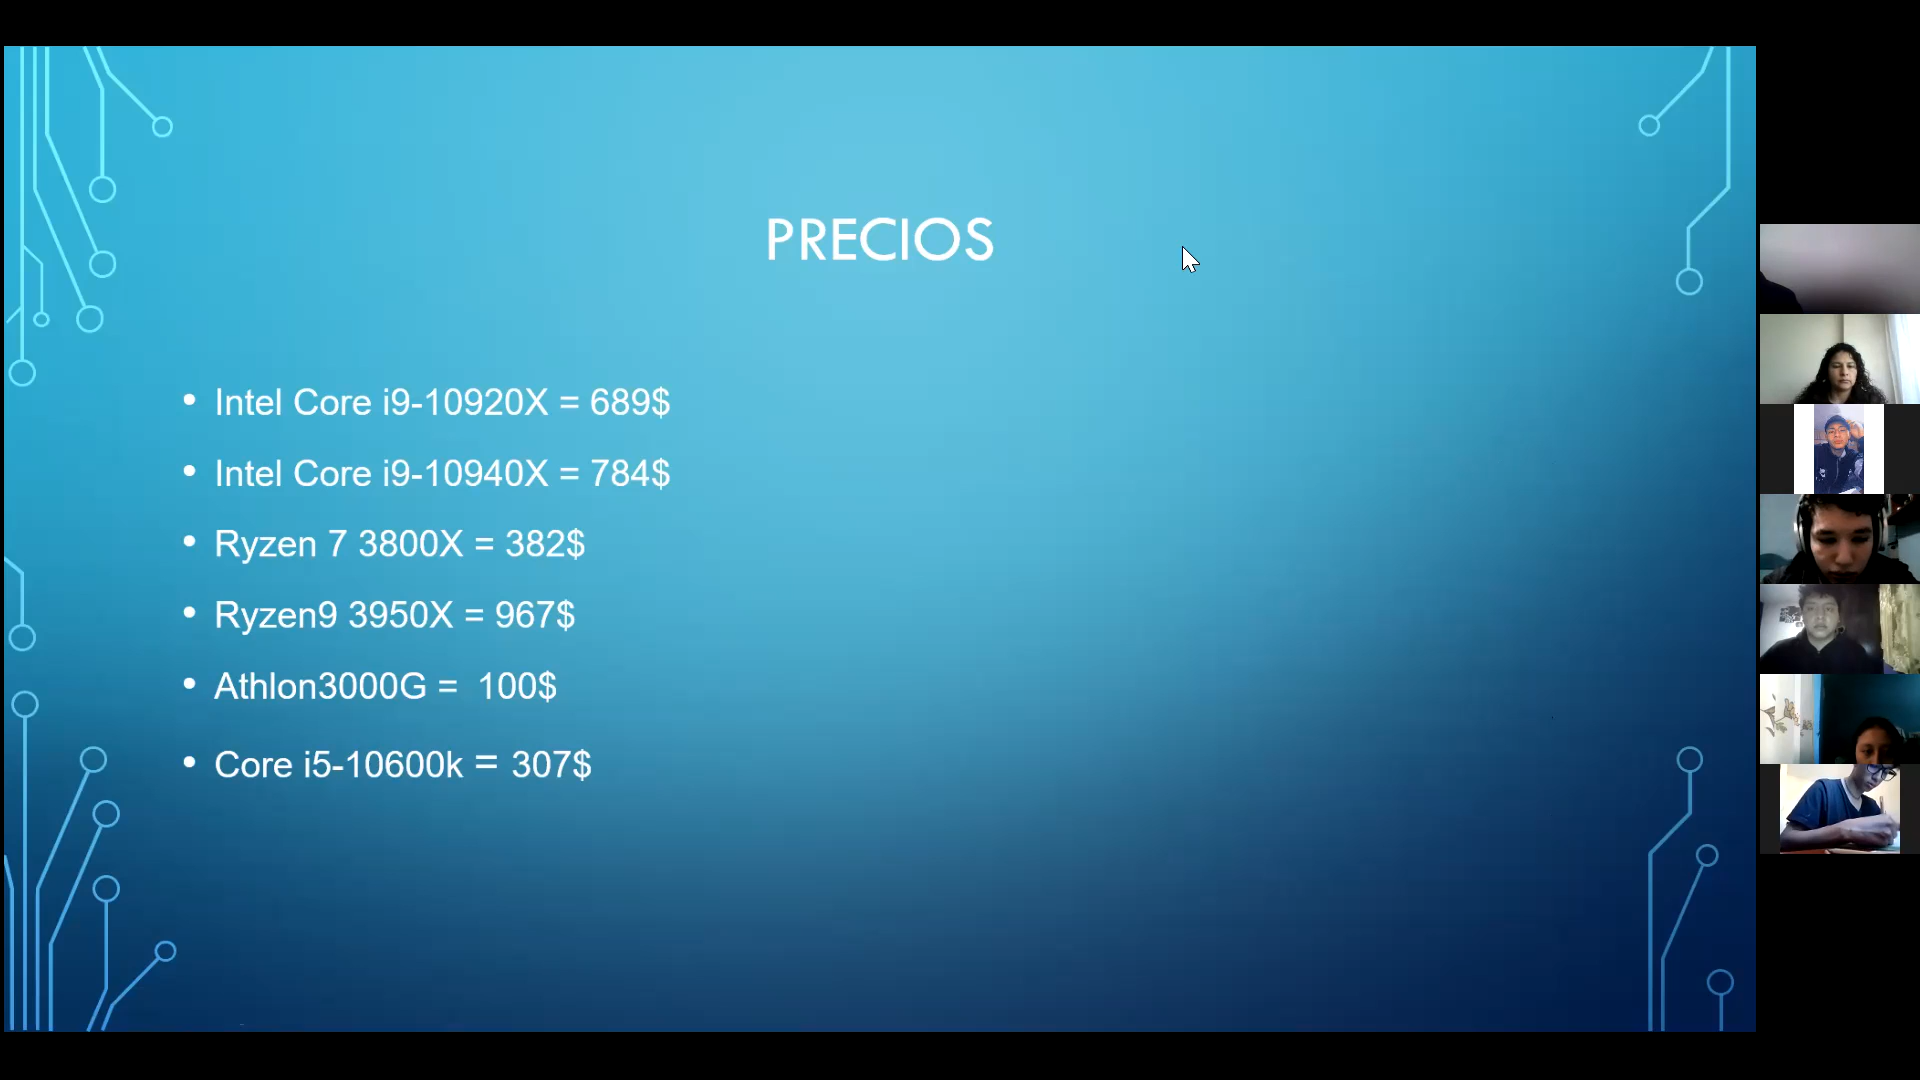 PRECIOS
• Intel Core i9-10920X = 689$
• Intel Core i9-10940X = 784$
• Ryzen 7 3800X = 382$
• Ryzen9 3950X = 967$
• Athlon3000G =  100$
• Core i5-10600k = 307$